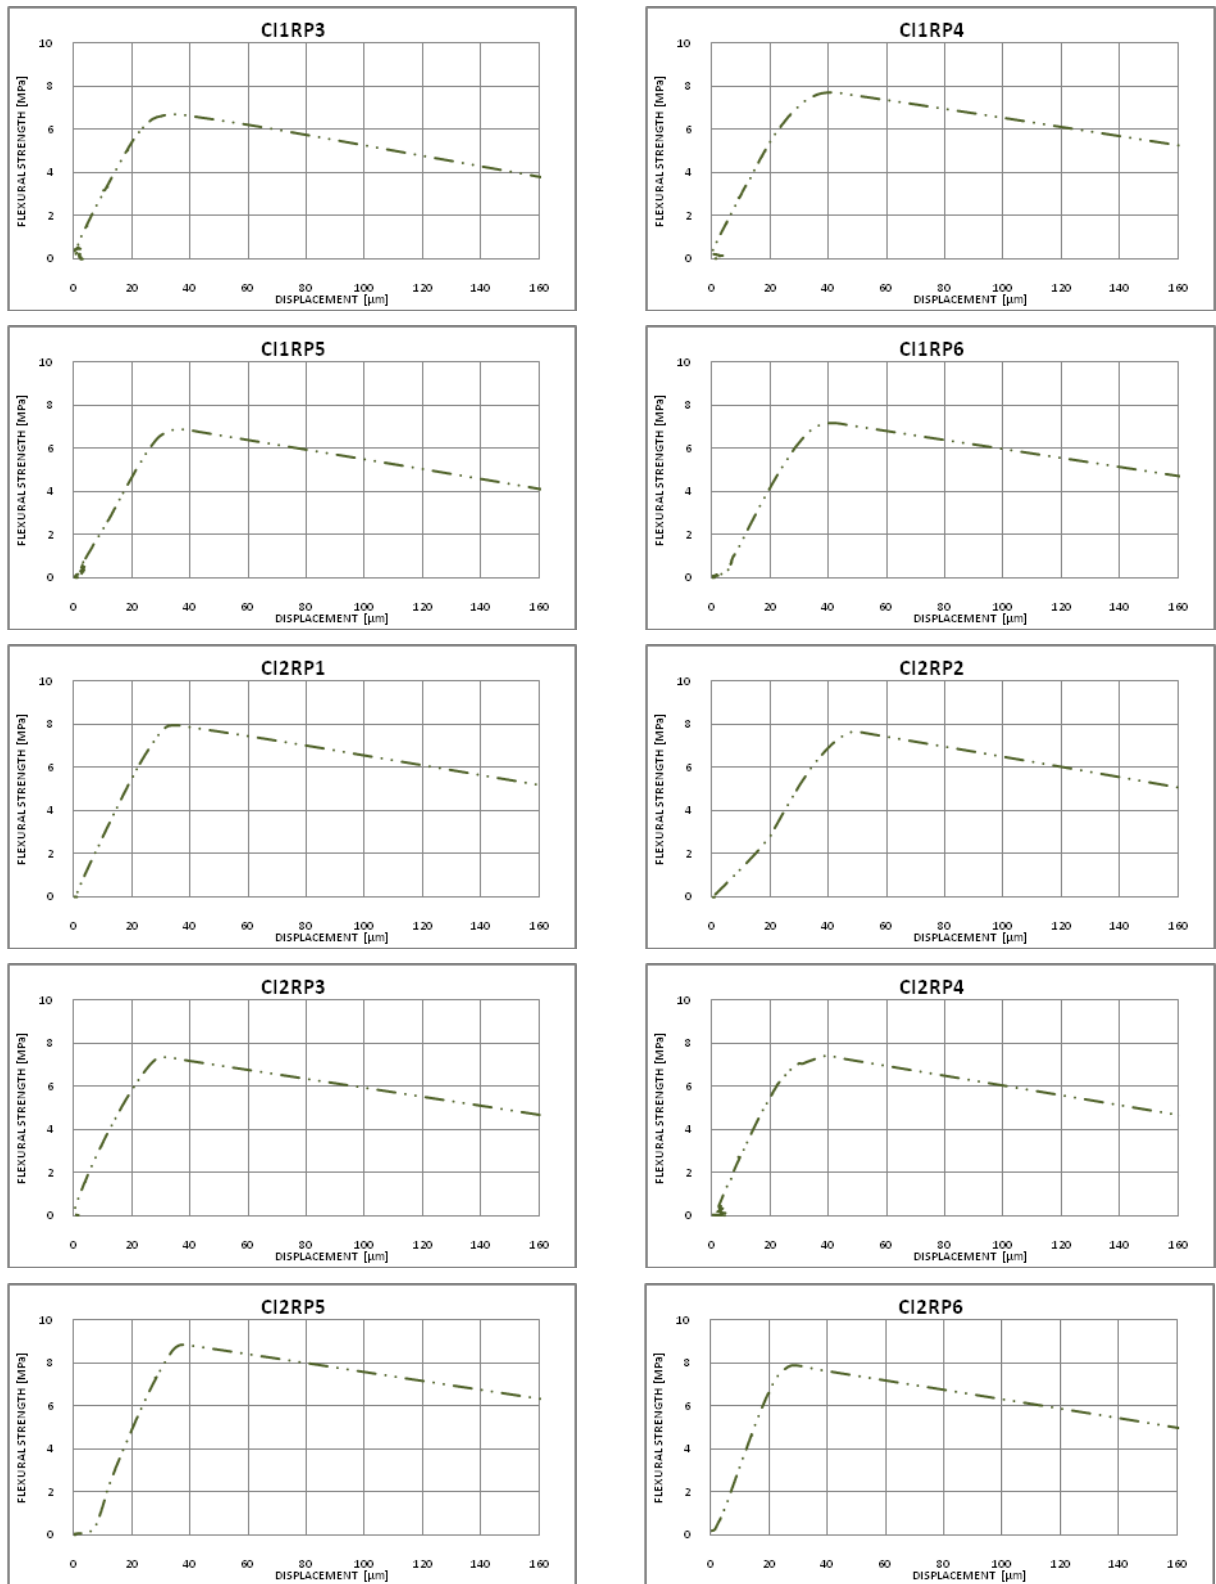 CI1RP3
FLEXURAL STRENGTH [MPa]
10
8
6
4
2
0
0 20 40 60 80 100 120 140 160
DISPLACEMENT [µm]
CI1RP4
FLEXURAL STRENGTH [MPa]
10
8
6
4
2
0
0 20 40 60 80 100 120 140 160
DISPLACEMENT [µm]
CI1RP5
FLEXURAL STRENGTH [MPa]
10
8
6
4
2
0
0 20 40 60 80 100 120 140 160
DISPLACEMENT [µm]
CI1RP6
FLEXURAL STRENGTH [MPa]
10
8
6
4
2
0
0 20 40 60 80 100 120 140 160
DISPLACEMENT [µm]
CI2RP1
FLEXURAL STRENGTH [MPa]
10
8
6
4
2
0
0 20 40 60 80 100 120 140 160
DISPLACEMENT [µm]
CI2RP2
FLEXURAL STRENGTH [MPa]
10
8
6
4
2
0
0 20 40 60 80 100 120 140 160
DISPLACEMENT [µm]
CI2RP3
FLEXURAL STRENGTH [MPa]
10
8
6
4
2
0
0 20 40 60 80 100 120 140 160
DISPLACEMENT [µm]
CI2RP4
FLEXURAL STRENGTH [MPa]
10
8
6
4
2
0
0 20 40 60 80 100 120 140 160
DISPLACEMENT [µm]
CI2RP5
FLEXURAL STRENGTH [MPa]
10
8
6
4
2
0
0 20 40 60 80 100 120 140 160
DISPLACEMENT [µm]
CI2RP6
FLEXURAL STRENGTH [MPa]
10
8
6
4
2
0
0 20 40 60 80 100 120 140 160
DISPLACEMENT [µm]